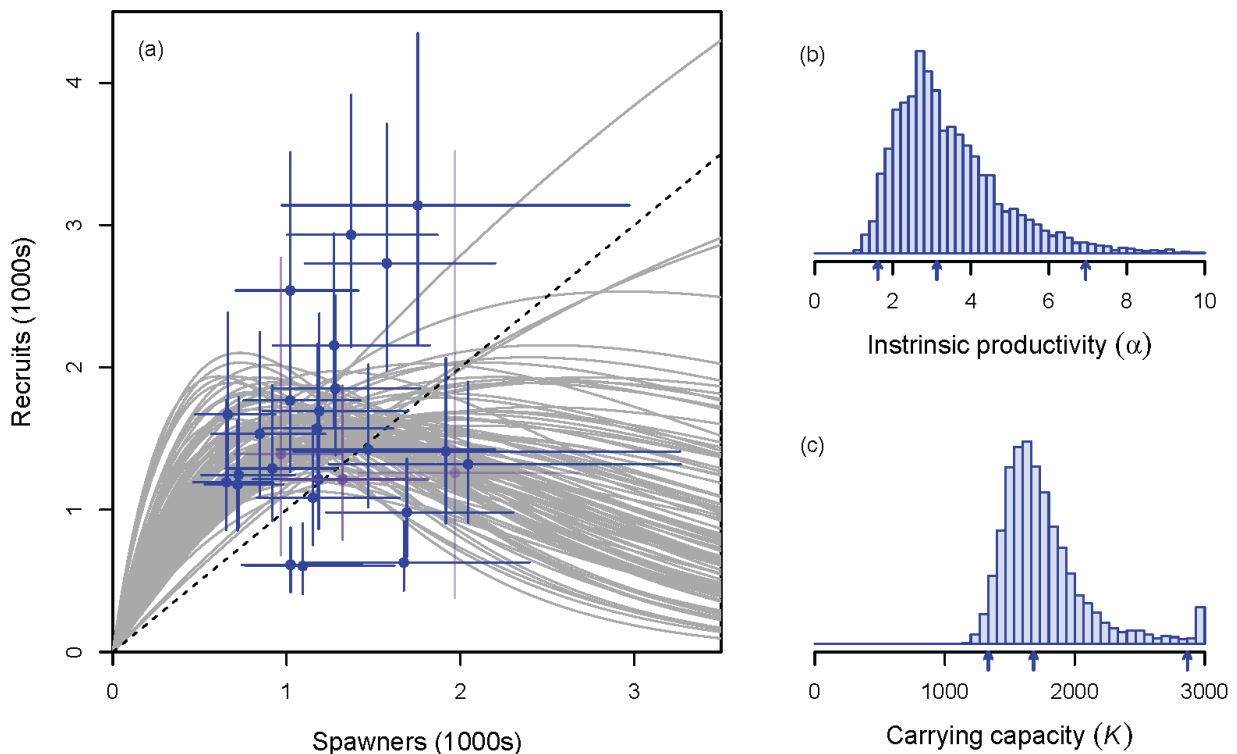 (a)
4
3
2
1
0
0 1 2 3
Recruits (1000s)
Spawners (1000s)
(b)
0 2 4 6 8 10
Instrinsic productivity (α)
(c)
0 1000 2000 3000
Carrying capacity (K)